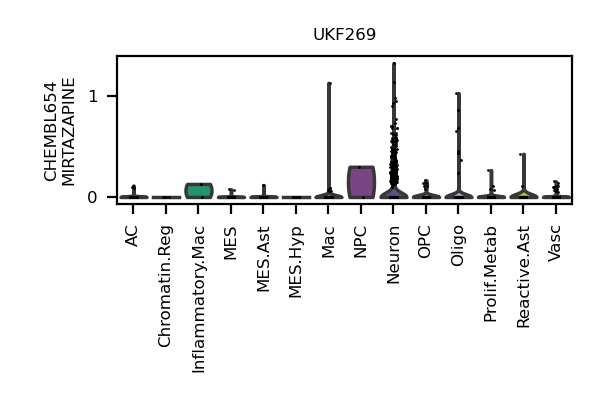 UKF269
CHEMBL654
MIRTAZAPINE
1
0
AC
Chromatin.Reg
Inflammatory.Mac
MES
MES.Ast
MES.Hyp
Mac
NPC
Neuron
OPC
Oligo
Prolif.Metab
Reactive.Ast
Vasc